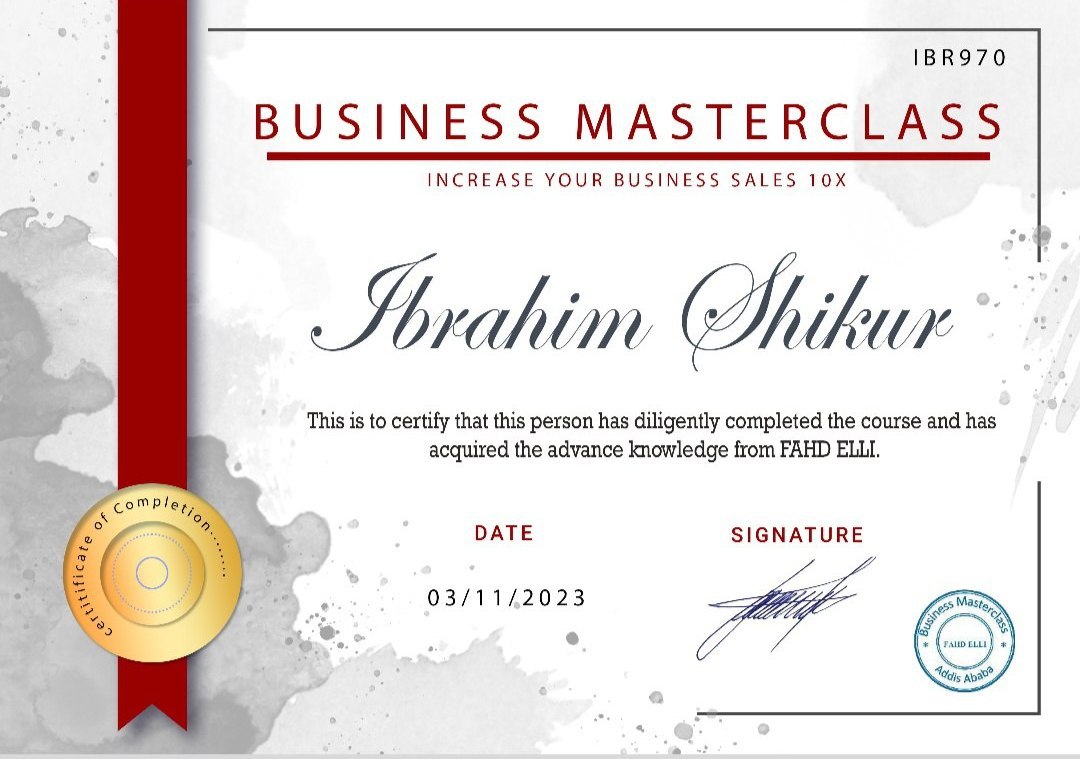 IBR970
BUSINESS MASTERCLASS
INCREASE YOUR BUSINESS SALES 10X
Ibrahim Shikur
This is to certify that this person has diligently completed the course and has
acquired the advance knowledge from FAHD ELLI.
DATE
SIGNATURE
03/11/2023
certitificate of Completion........
Business Masterclass
* FAHD ELLI *
Addis Ababa